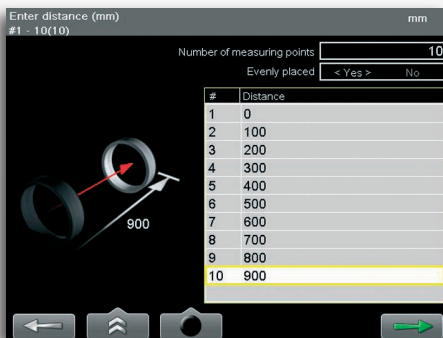 Enter distance (mm) mm
#1 - 10(10)
Number of measuring points 10
Evenly placed < Yes > No
# Distance
1 0
2 100
3 200
4 300
5 400
6 500
7 600
8 700
9 800
10 900
900